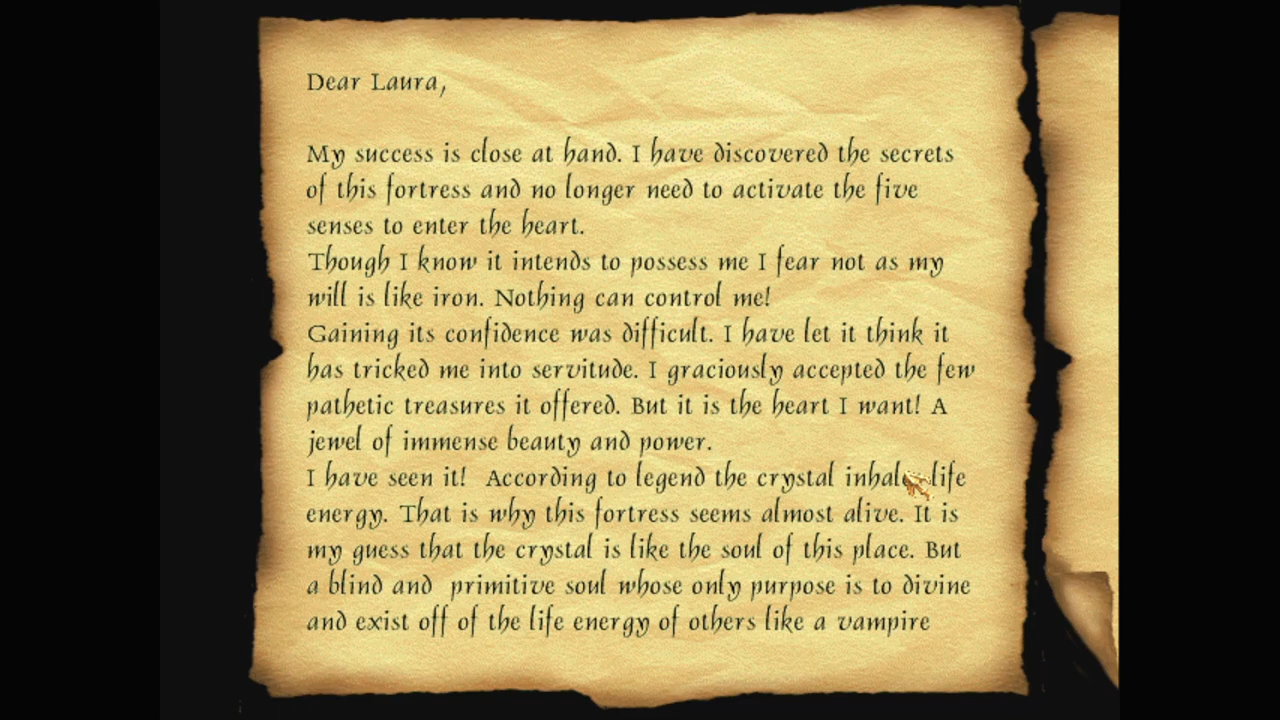 Dear Laura,
My success is close at hand. I have discovered the secrets
of this fortress and no longer need to activate the five
senses to enter the heart.
Though I know it intends to possess me I fear not as my
will is like iron. Nothing can control me!
Gaining its confidence was difficult. I have let it think it
has tricked me into servitude. I graciously accepted the few
pathetic treasures it offered. But it is the heart I want! A
jewel of immense beauty and power.
I have seen it!  According to legend the crystal life
energy. That is why this fortress seems almost alive. It is
my guess that the crystal is like the soul of this place. But
a blind and  primitive soul whose only purpose is to divine
and exist off of the life energy of others like a vampire